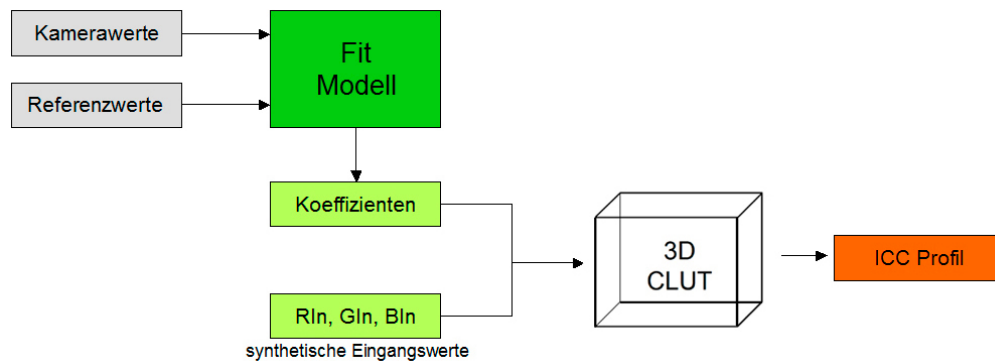 Kamerawerte
Referenzwerte
Fit
Modell
Koeffizienten
RIn, GIn, BIn
synthetische Eingangswerte
3D
CLUT
ICC Profil